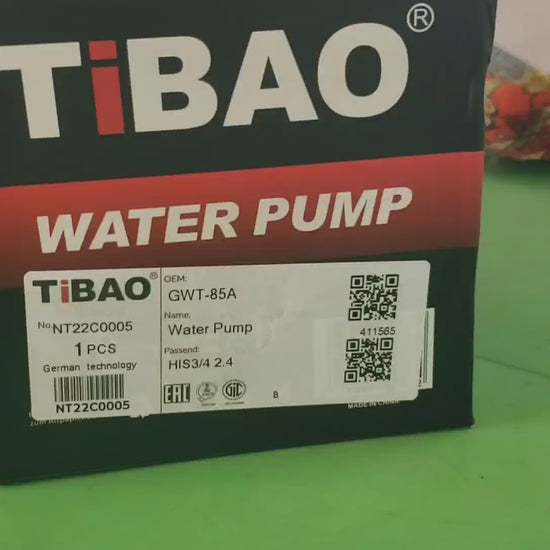 TiBAO®
WATER PUMP
TiBAO®
No. NT22C0005
1 PCS
German technology
NT22C0005
OEM:
GWT-85A
Name:
Water Pump
Passend:
HIS3/4 2.4
EAC
GiC
B
411565
MADE IN CHINA